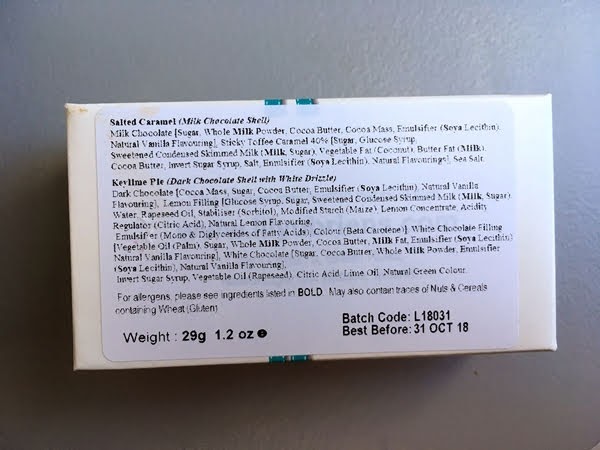 Salted Caramel (Milk Chocolate Shell)
Milk Chocolate [Sugar, Whole Milk Powder, Cocoa Butter, Cocoa Mass, Emulsifier (Soya Lecithin),
Natural Vanilla Flavouring], Sticky Toffee Caramel 40% [Sugar, Glucose Syrup,
Sweetened Condensed Skimmed Milk (Milk, Sugar), Vegetable Fat (Coconut), Butter Fat (Milk),
Cocoa Butter, Invert Sugar Syrup, Salt, Emulsifier (Soya Lecithin), Natural Flavourings], Sea Salt.
Keylime Pie (Dark Chocolate Shell with White Drizzle)
Dark Chocolate [Cocoa Mass, Sugar, Cocoa Butter, Emulsifier (Soya Lecithin), Natural Vanilla
Flavouring], Lemon Filling [Glucose Syrup, Sugar, Sweetened Condensed Skimmed Milk (Milk, Sugar)
Water, Rapeseed Oil, Stabiliser (Sorbitol), Modified Starch (Maize), Lemon Concentrate, Acidity
Regulator (Citric Acid), Natural Lemon Flavouring,
Emulsifier (Mono & Diglycerides of Fatty Acids), Colour (Beta Carotene)], White Chocolate Filling
[Vegetable Oil (Palm), Sugar, Whole Milk Powder, Cocoa Butter, Milk Fat, Emulsifier (Soya Lecithin)
Natural Vanilla Flavouring], White Chocolate [Sugar, Cocoa Butter, Whole Milk Powder, Emulsifier
(Soya Lecithin), Natural Vanilla Flavouring],
Invert Sugar Syrup, Vegetable Oil (Rapeseed), Citric Acid, Lime Oil, Natural Green Colour.
For allergens, please see ingredients listed in BOLD. May also contain traces of Nuts & Cereals
containing Wheat (Gluten)
Weight : 29g 1.2 oz e
Batch Code: L18031
Best Before: 31 OCT 18